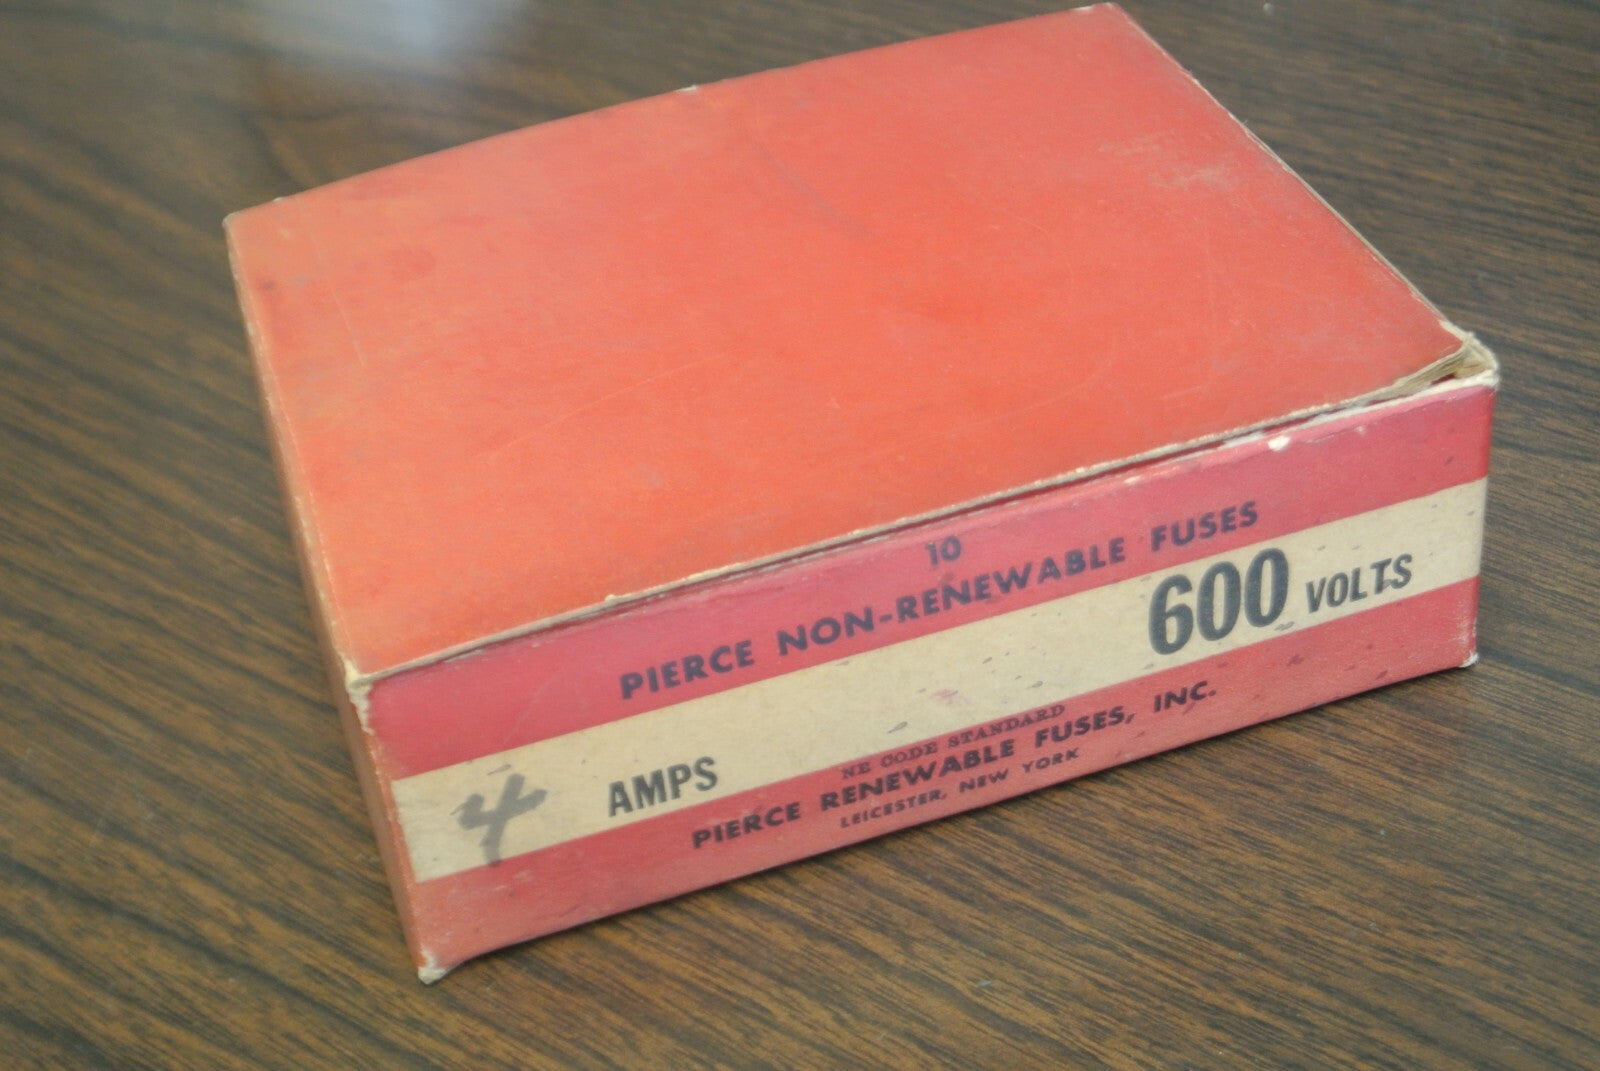 10
PIERCE NON-RENEWABLE FUSES
4 AMPS 600 VOLTS
NE CODE STANDARD
PIERCE RENEWABLE FUSES, INC.
LEICESTER, NEW YORK